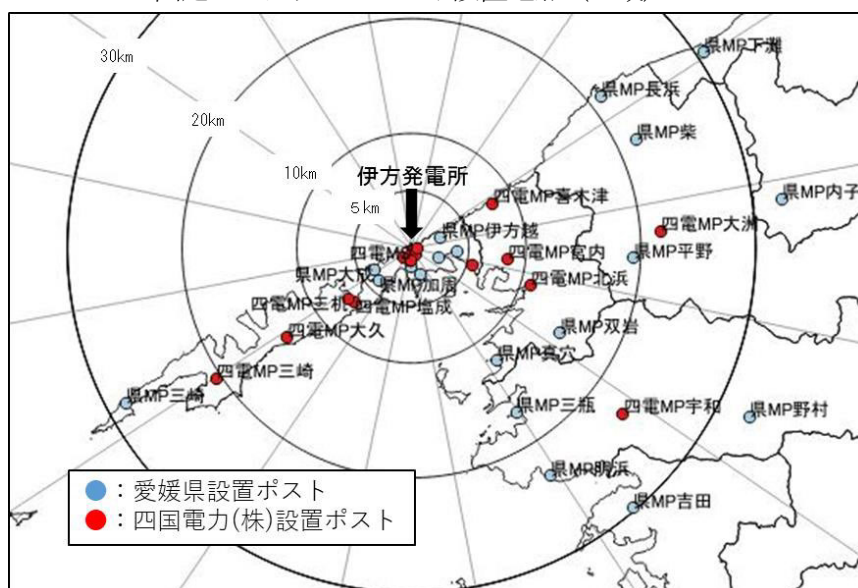 30km
県MP下灘
県MP長浜
20km
県MP柴
10km
伊方発電所
県MP内子
5km
四電MP喜木津
四電MP大洲
県MP伊方越
四電MP
四電MP宮内
県MP平野
県MP大成
県MP加周
四電MP北浜
四電MP三机
四電MP塩成
四電MP大久
県MP双岩
県MP真穴
四電MP三崎
県MP三崎
県MP三瓶
四電MP宇和
県MP野村
県MP明浜
県MP吉田
●：愛媛県設置ポスト
●：四国電力(株)設置ポスト